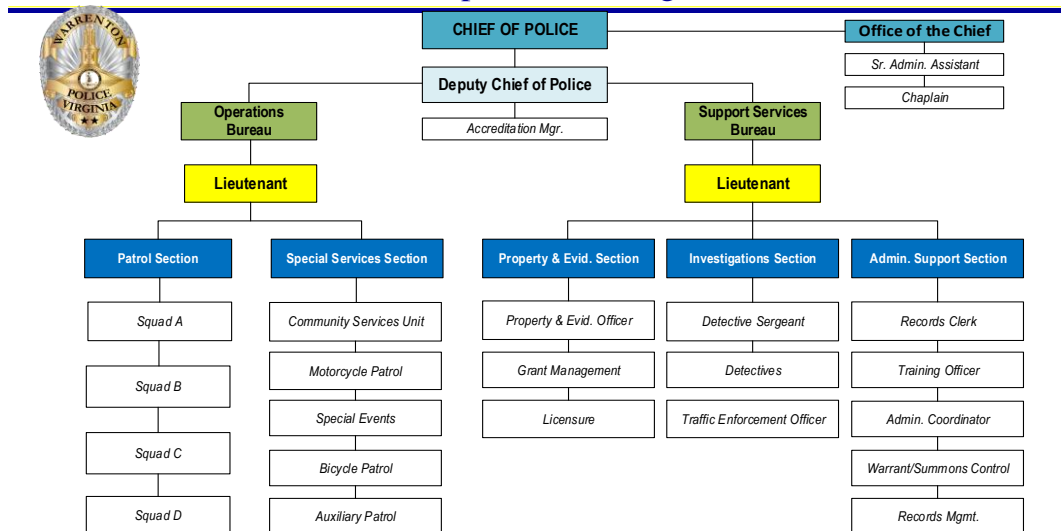 CHIEF OF POLICE
Office of the Chief
Sr. Admin. Assistant
Chaplain
Deputy Chief of Police
Accreditation Mgr.
WARRENTON
POLICE
VIRGINIA
Operations
Bureau
Support Services
Bureau
Lieutenant
Lieutenant
Patrol Section
Special Services Section
Property & Evid. Section
Investigations Section
Admin. Support Section
Squad A
Community Services Unit
Property & Evid. Officer
Detective Sergeant
Records Clerk
Squad B
Motorcycle Patrol
Grant Management
Detectives
Training Officer
Squad C
Special Events
Licensure
Traffic Enforcement Officer
Admin. Coordinator
Bicycle Patrol
Warrant/Summons Control
Squad D
Auxiliary Patrol
Records Mgmt.